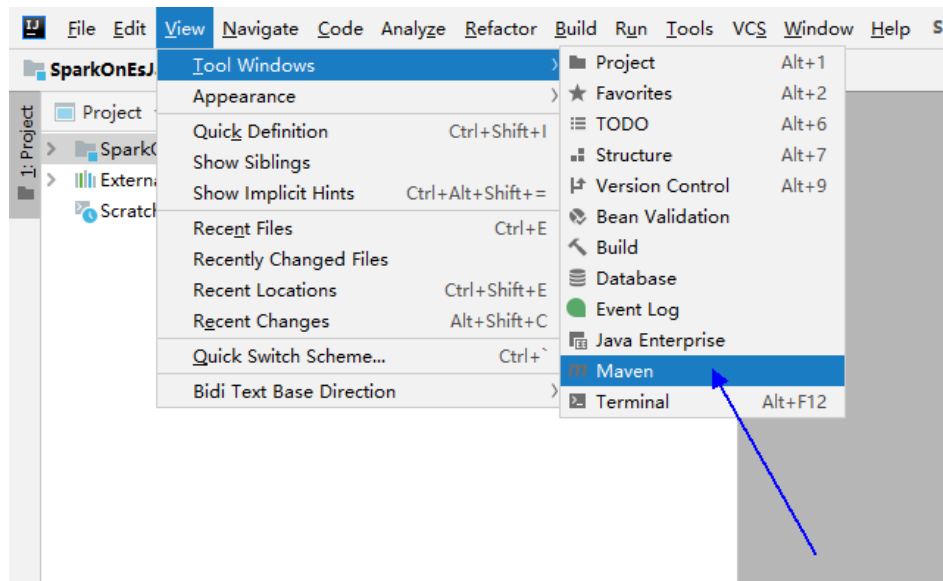 IJ File Edit View Navigate Code Analyze Refactor Build Run Tools VCS Window Help S
SparkOnEsJ
1: Project
Project
SparkO
Externa
Scratch
Tool Windows
Appearance
Quick Definition Ctrl+Shift+I
Show Siblings
Show Implicit Hints Ctrl+Alt+Shift+=
Recent Files Ctrl+E
Recently Changed Files
Recent Locations Ctrl+Shift+E
Recent Changes Alt+Shift+C
Quick Switch Scheme... Ctrl+`
Bidi Text Base Direction
Project Alt+1
Favorites Alt+2
TODO Alt+6
Structure Alt+7
Version Control Alt+9
Bean Validation
Build
Database
Event Log
Java Enterprise
Maven
Terminal Alt+F12